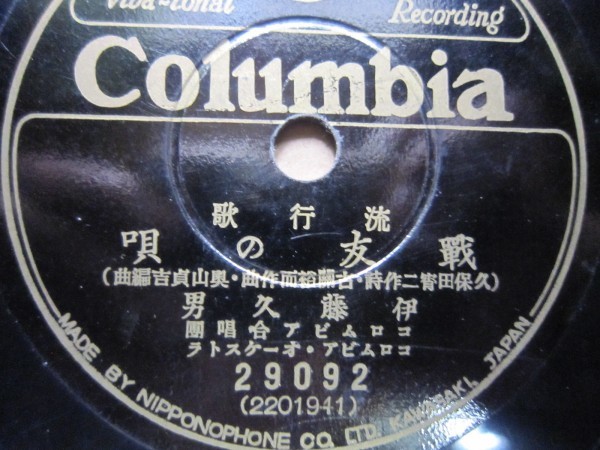 Viva-tonal Recording
Columbia
流行歌
戰友の唄
(久保田宵二作詩・古關裕而作曲・奥山貞吉編曲)
伊藤久男
コロムビア合唱團
コロムビア・オーケストラ
29092
(2201941)
MADE BY NIPPONOPHONE CO., LTD. KAWASAKI, JAPAN